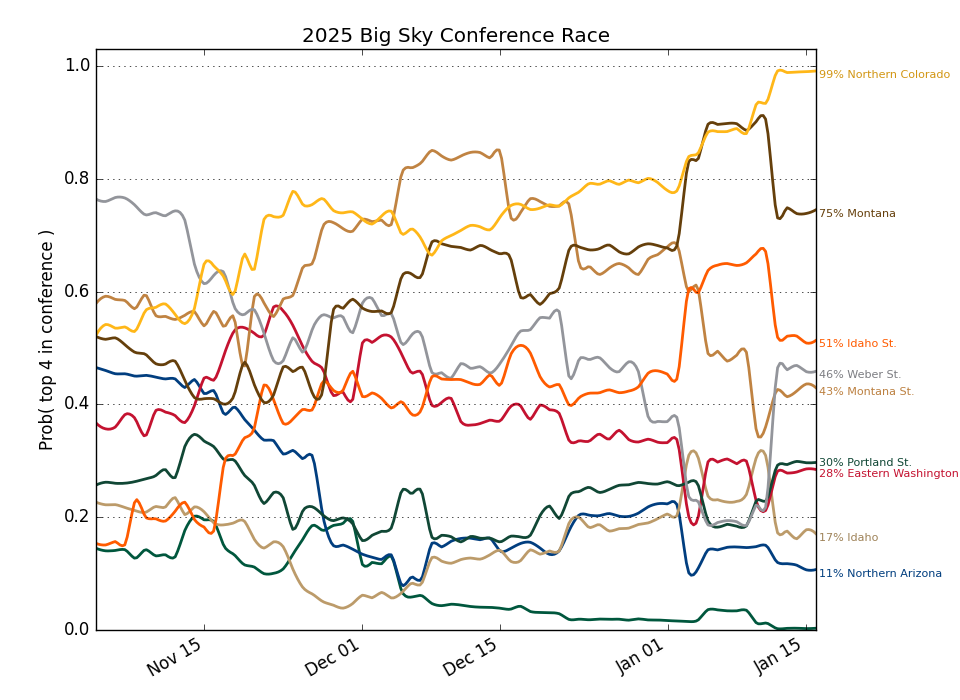 2025 Big Sky Conference Race
Prob( top 4 in conference )
1.0
0.8
0.6
0.4
0.2
0.0
Nov 15
Dec 01
Dec 15
Jan 01
Jan 15
99% Northern Colorado
75% Montana
51% Idaho St.
46% Weber St.
43% Montana St.
30% Portland St.
28% Eastern Washington
17% Idaho
11% Northern Arizona